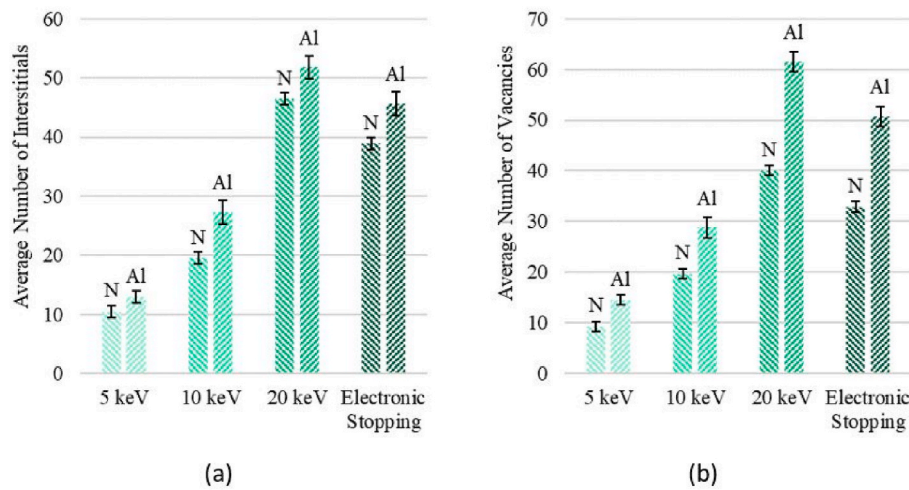 Average Number of Interstitials
60
50
40
30
20
10
0
N
Al
N
Al
N
Al
N
Al
5 keV
10 keV
20 keV
Electronic
Stopping
(a)
Average Number of Vacancies
70
60
50
40
30
20
10
0
N
Al
N
Al
N
Al
N
Al
5 keV
10 keV
20 keV
Electronic
Stopping
(b)